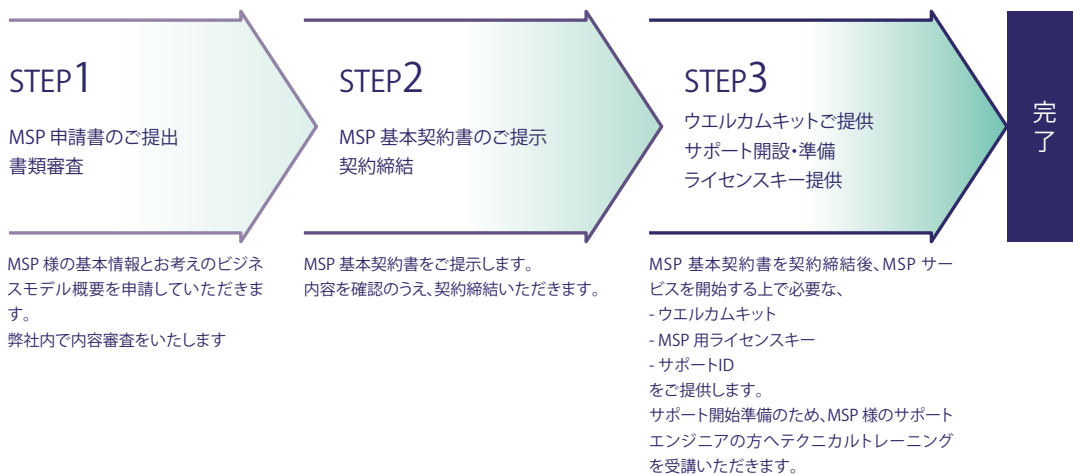 STEP1
MSP 申請書のご提出
書類審査
MSP 様の基本情報とお考えのビジネ
スモデル概要を申請していただきま
す。
弊社内で内容審査をいたします
STEP2
MSP 基本契約書のご提示
契約締結
MSP 基本契約書をご提示します。
内容を確認のうえ、契約締結いただきます。
STEP3
ウエルカムキットご提供
サポート開設・準備
ライセンスキー提供
MSP 基本契約書を契約締結後、MSP サー
ビスを開始する上で必要な、
- ウエルカムキット
- MSP 用ライセンスキー
- サポートID
をご提供します。
サポート開始準備のため、MSP 様のサポート
エンジニアの方へテクニカルトレーニング
を受講いただきます。
完了